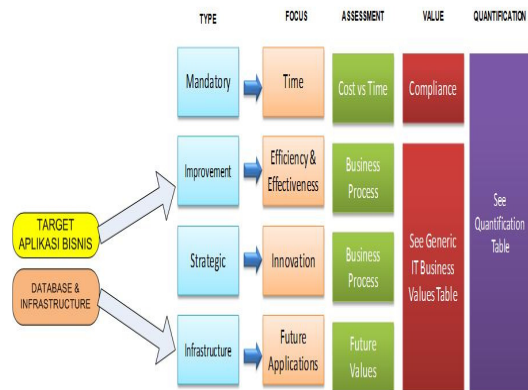 TYPE FOCUS ASSESSMENT VALUE QUANTIFICATION
Mandatory
Time
Cost vs Time
Compliance
Improvement
Efficiency &
Effectiveness
Business
Process
Strategic
Innovation
Business
Process
Infrastructure
Future
Applications
Future
Values
See Generic
IT Business
Values Table
See
Quantification
Table
TARGET
APLIKASI BISNIS
DATABASE &
INFRASTRUCTURE